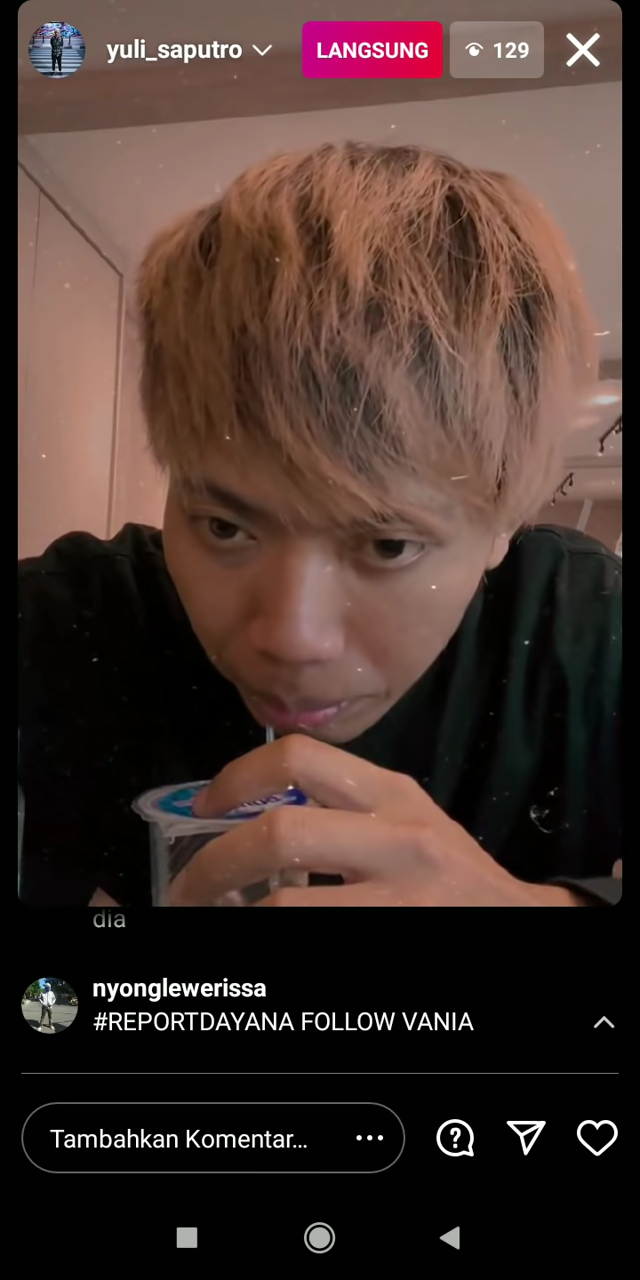 yuli_saputro
LANGSUNG
129
dia
nyonglewerissa
#REPORTDAYANA FOLLOW VANIA
Tambahkan Komentar...